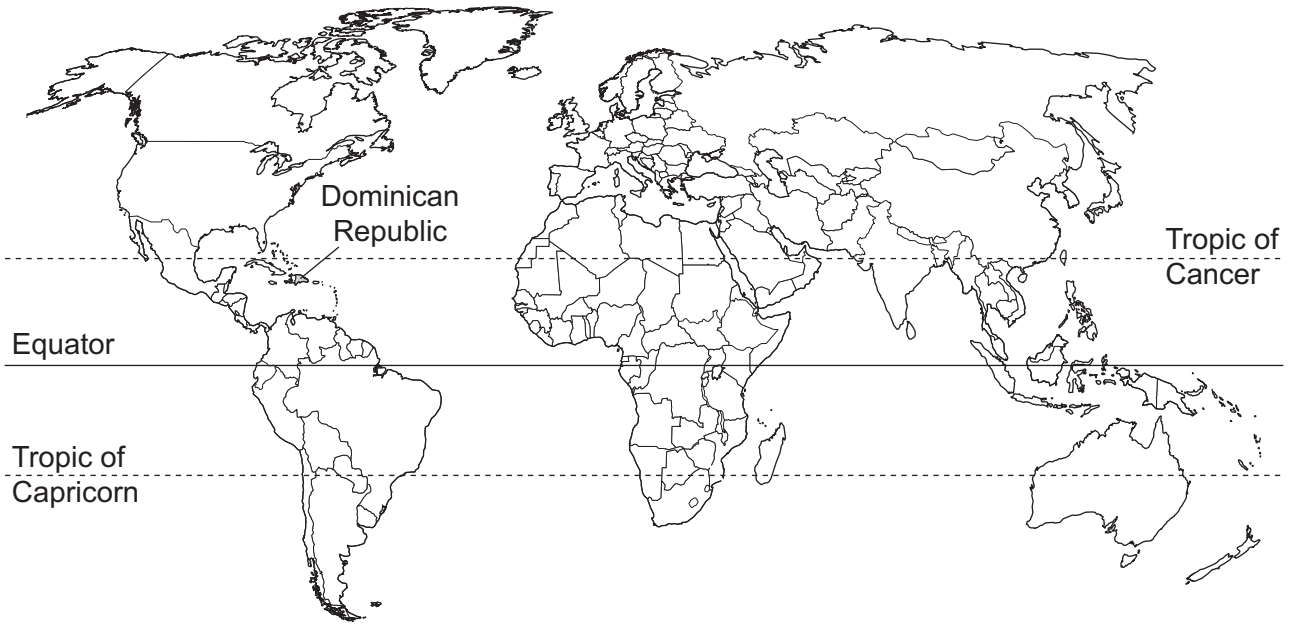 Dominican
Republic
Tropic of
Cancer
Equator
Tropic of
Capricorn